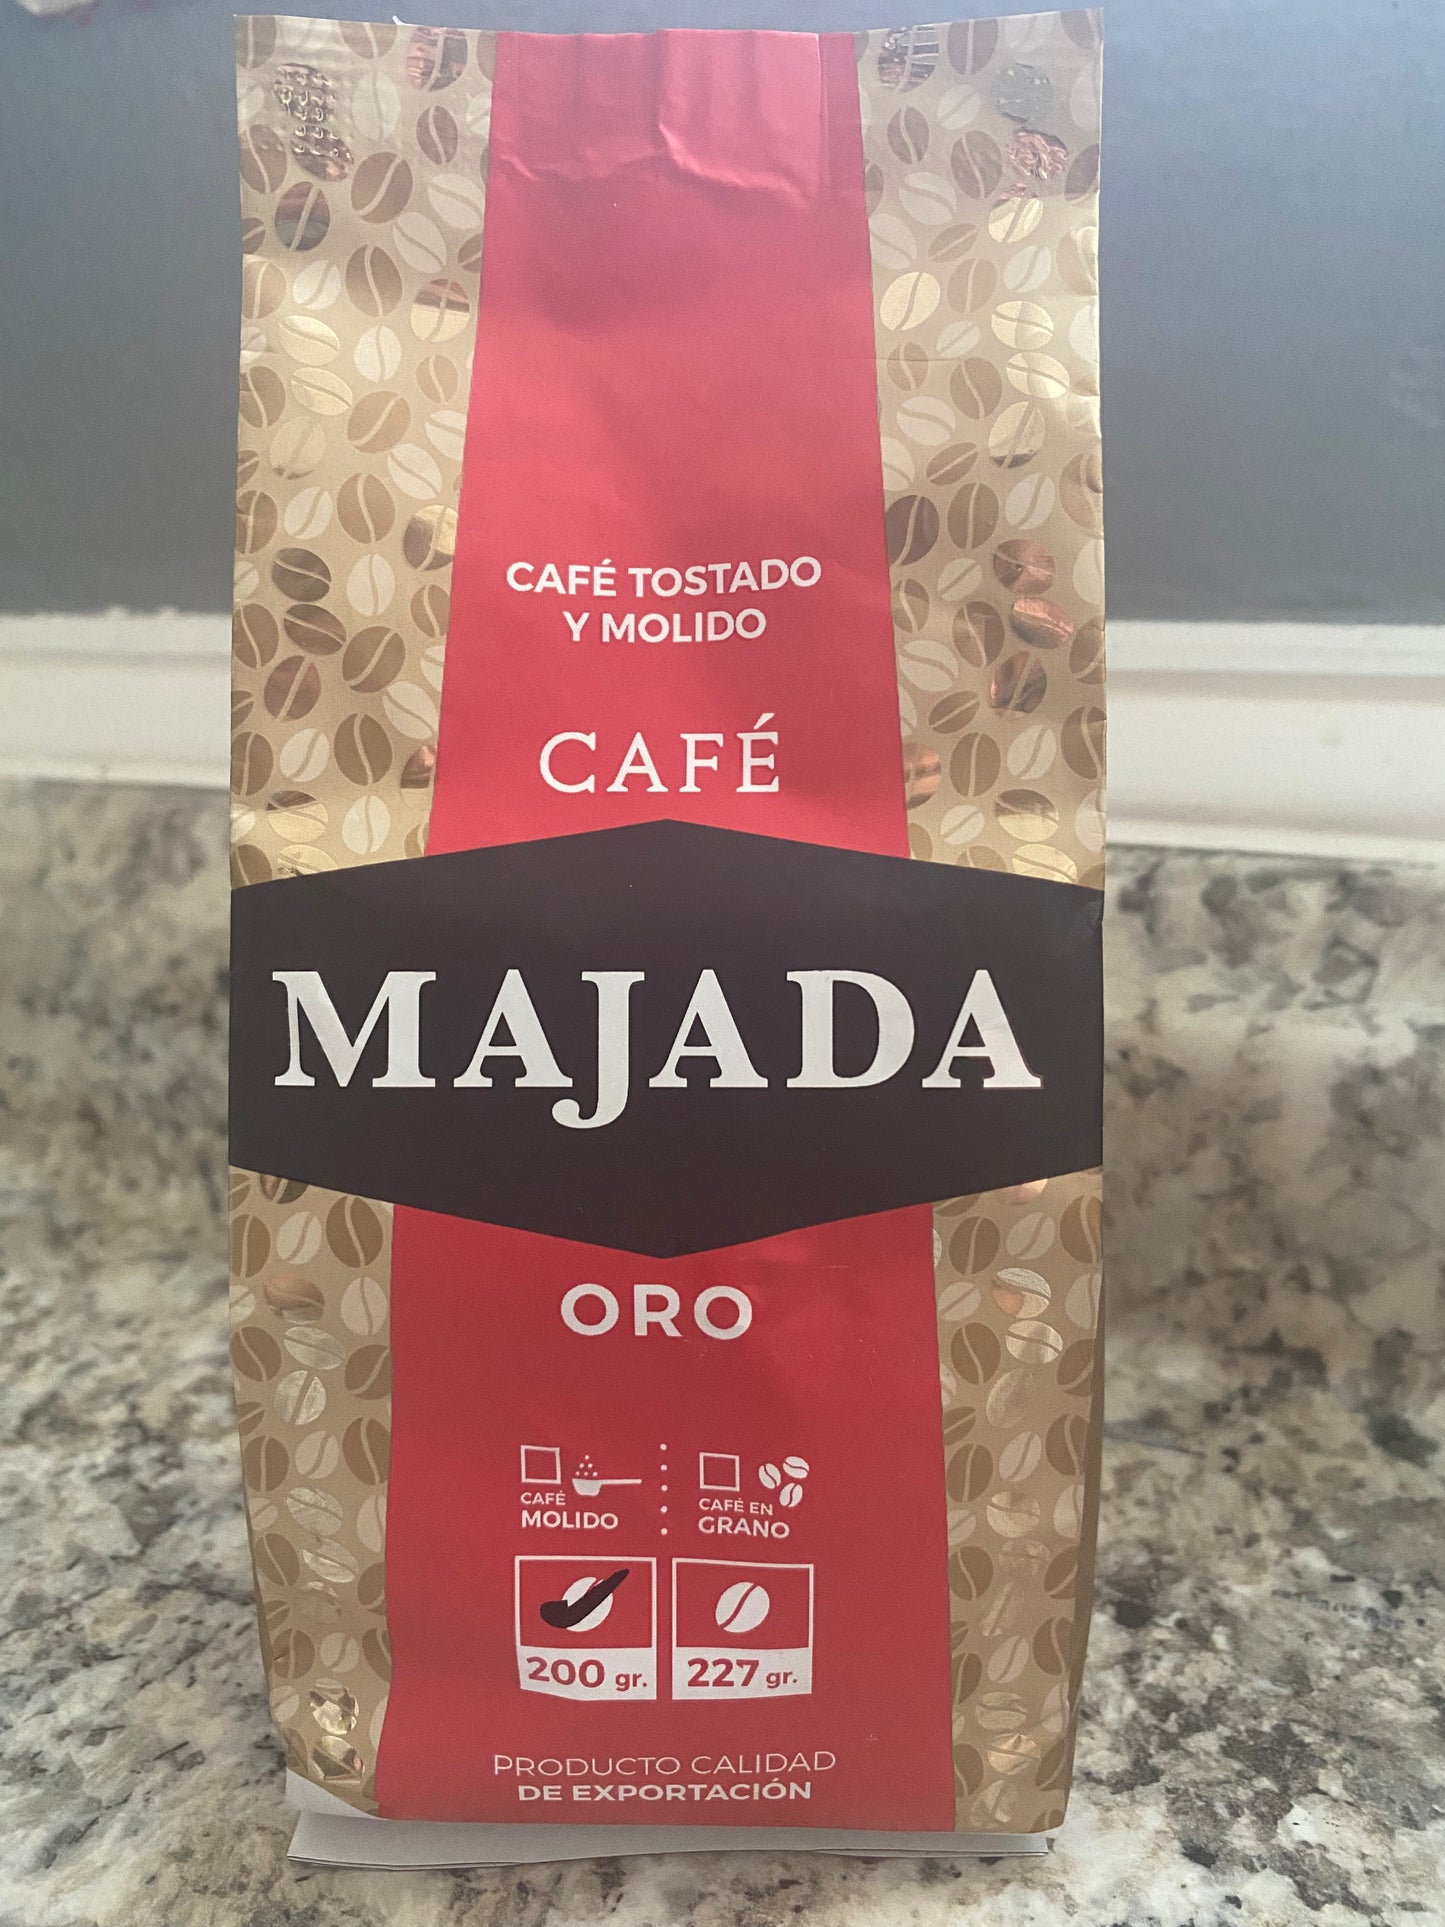 CAFÉ TOSTADO
Y MOLIDO
CAFÉ
MAJADA
ORO
CAFÉ
MOLIDO
CAFÉ EN
GRANO
200 gr.
227 gr.
PRODUCTO CALIDAD
DE EXPORTACIÓN